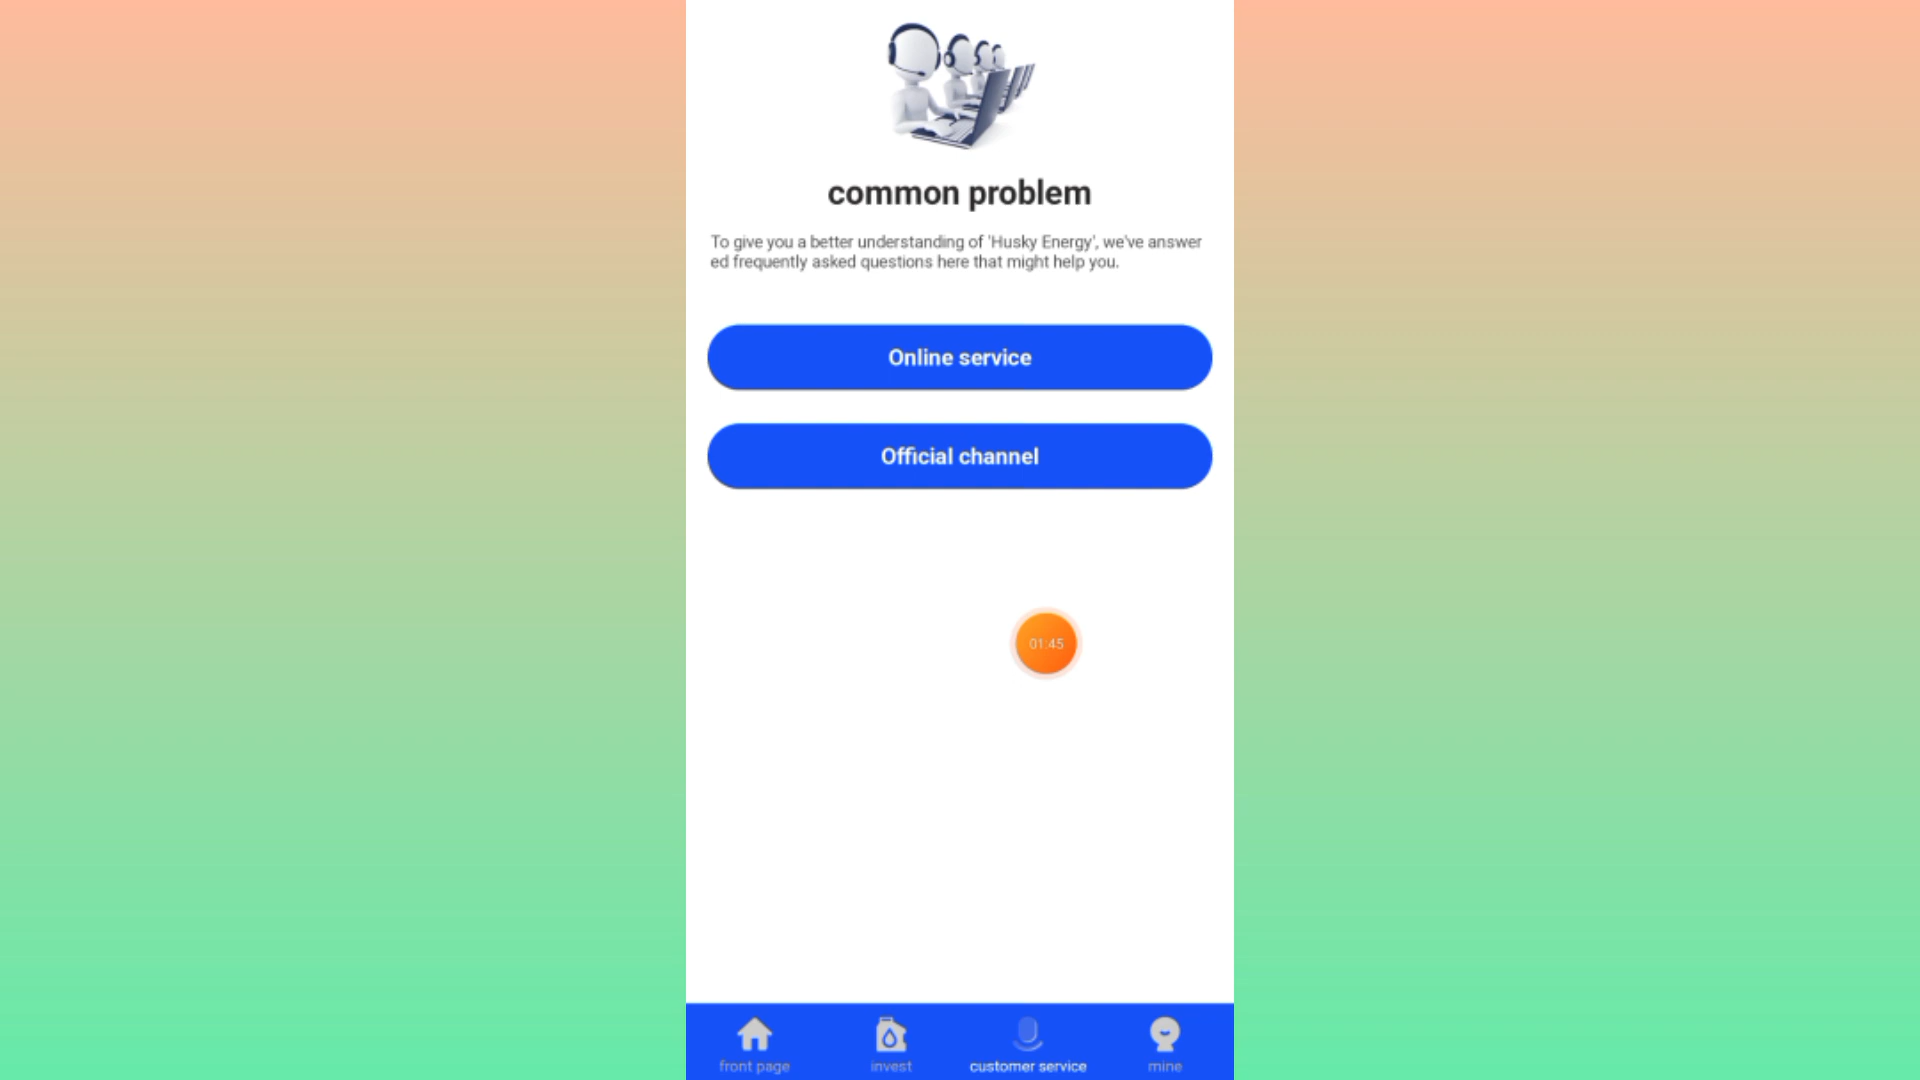 common problem
To give you a better understanding of 'Husky Energy', we've answer
ed frequently asked questions here that might help you.
Online service
Official channel
01:45
front page
invest
customer service
mine